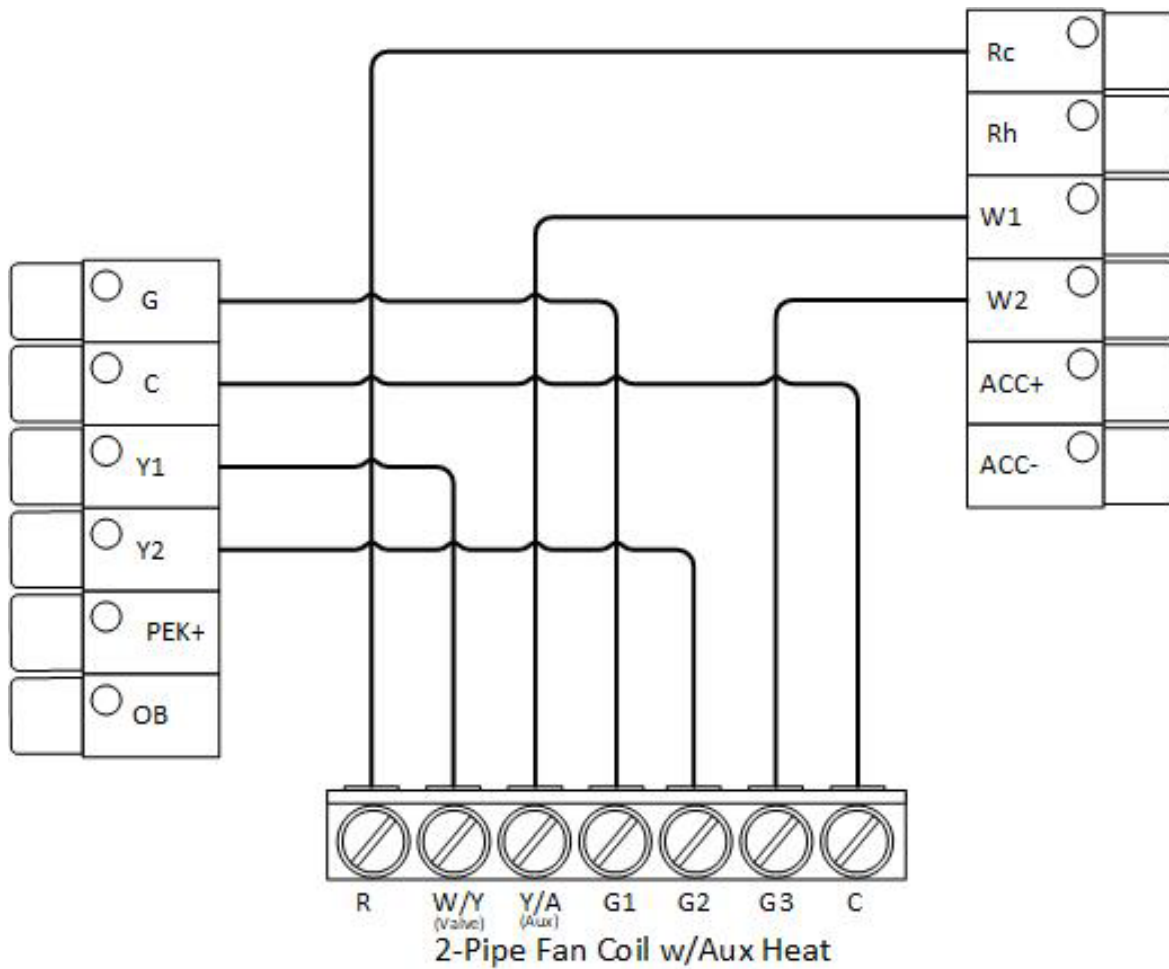 Rc
Rh
W1
W2
ACC+
ACC-
G
C
Y1
Y2
PEK+
OB
R W/Y Y/A G1 G2 G3 C
(Valve) (Aux)
2-Pipe Fan Coil w/Aux Heat